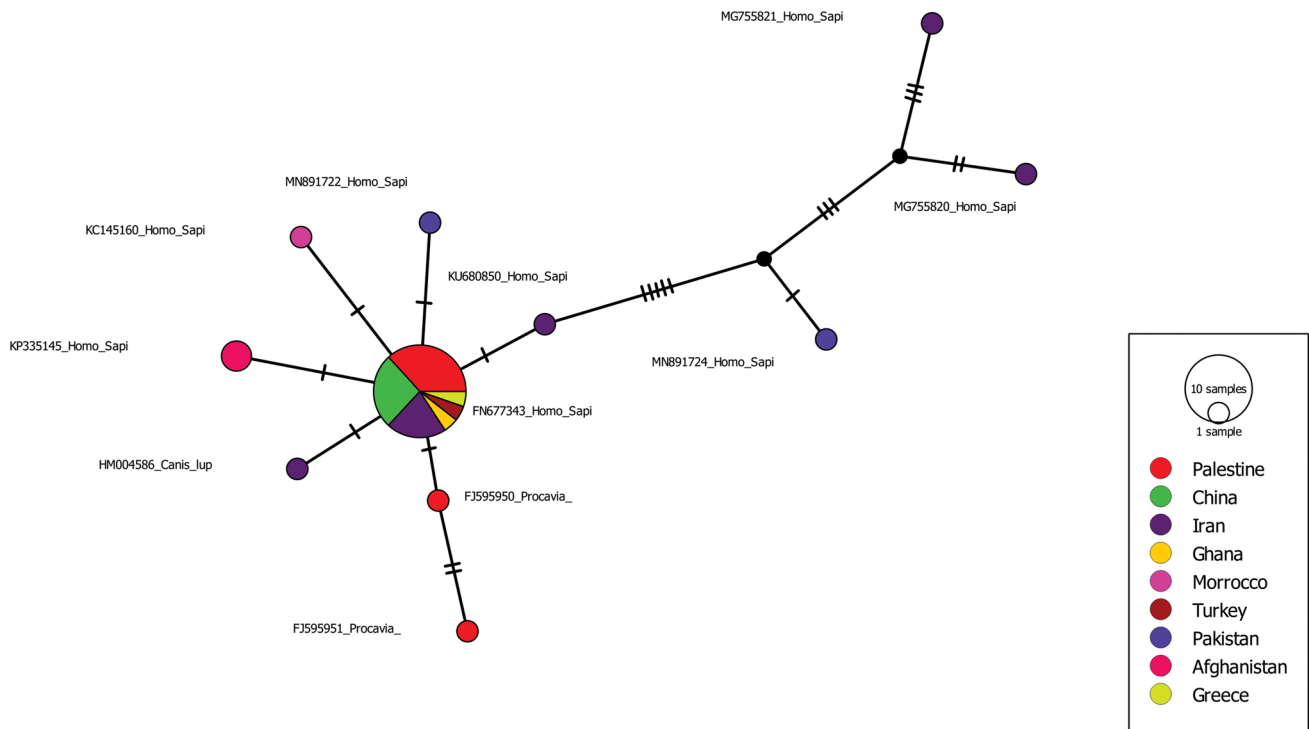 MG755821_Homo_Sapi
MG755820_Homo_Sapi
MN891722_Homo_Sapi
KC145160_Homo_Sapi
KU680850_Homo_Sapi
KP335145_Homo_Sapi
MN891724_Homo_Sapi
FN677343_Homo_Sapi
HM004586_Canis_lup
FJ595950_Procavia_
FJ595951_Procavia_
10 samples
1 sample
Palestine
China
Iran
Ghana
Morrocco
Turkey
Pakistan
Afghanistan
Greece